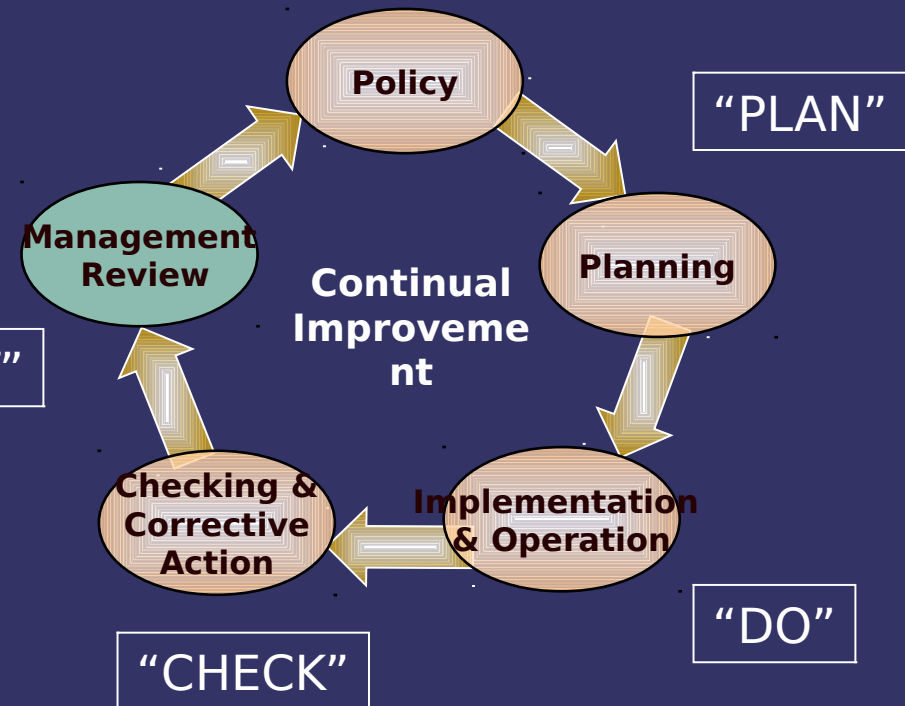 Policy
“PLAN”
Management
Review
Planning
Continual
Improveme
nt
”
Checking &
Corrective
Action
Implementation
& Operation
“DO”
“CHECK”